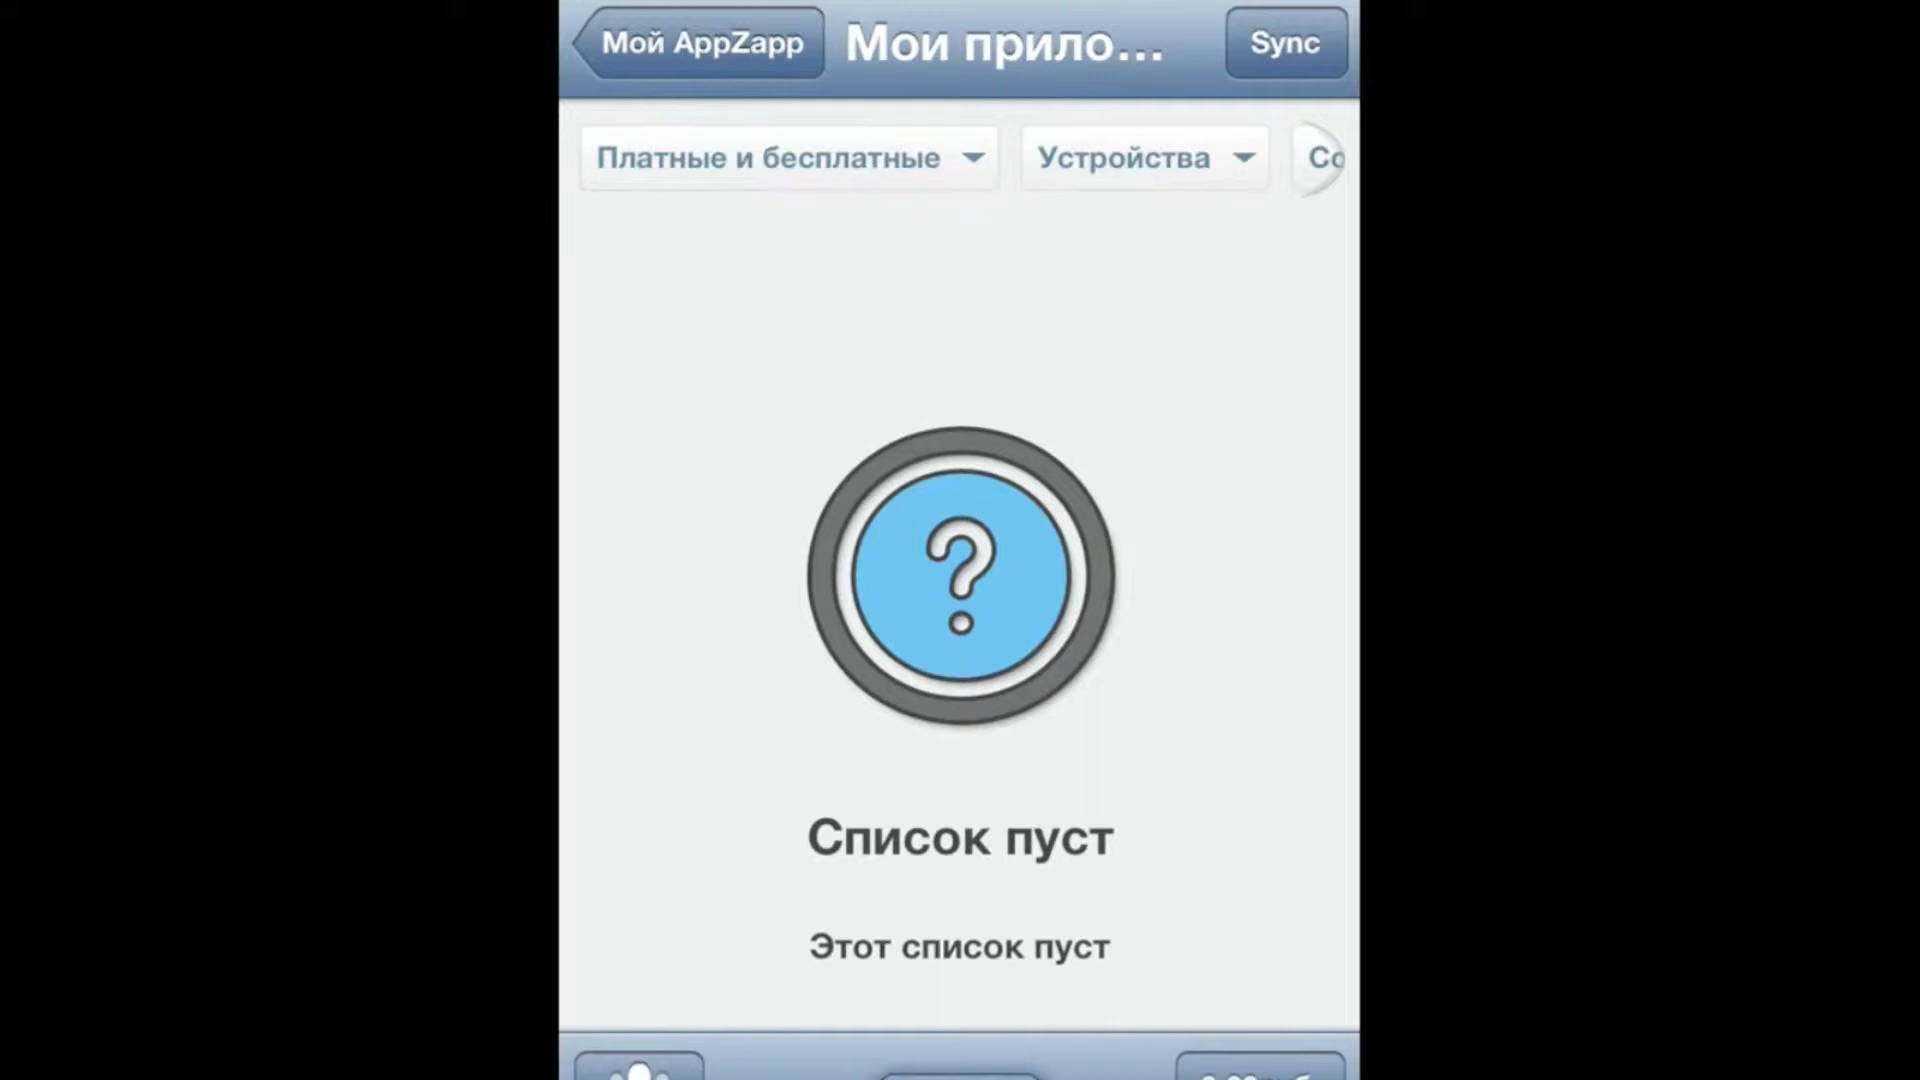 Мой AppZapp
Мои прило...
Sync
Платные и бесплатные
Устройства
Список пуст
Этот список пуст